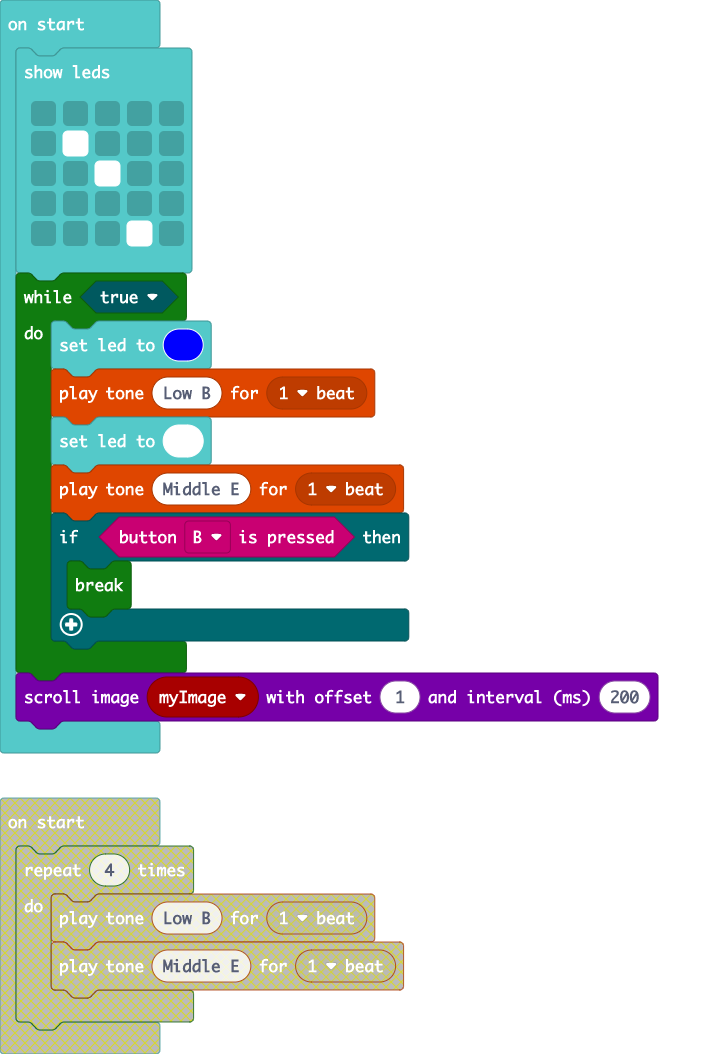 on start
show leds
while true
do
set led to
play tone Low B for 1 beat
set led to
play tone Middle E for 1 beat
if button B is pressed then
break
scroll image myImage with offset 1 and interval (ms) 200
on start
repeat 4 times
do
play tone Low B for 1 beat
play tone Middle E for 1 beat